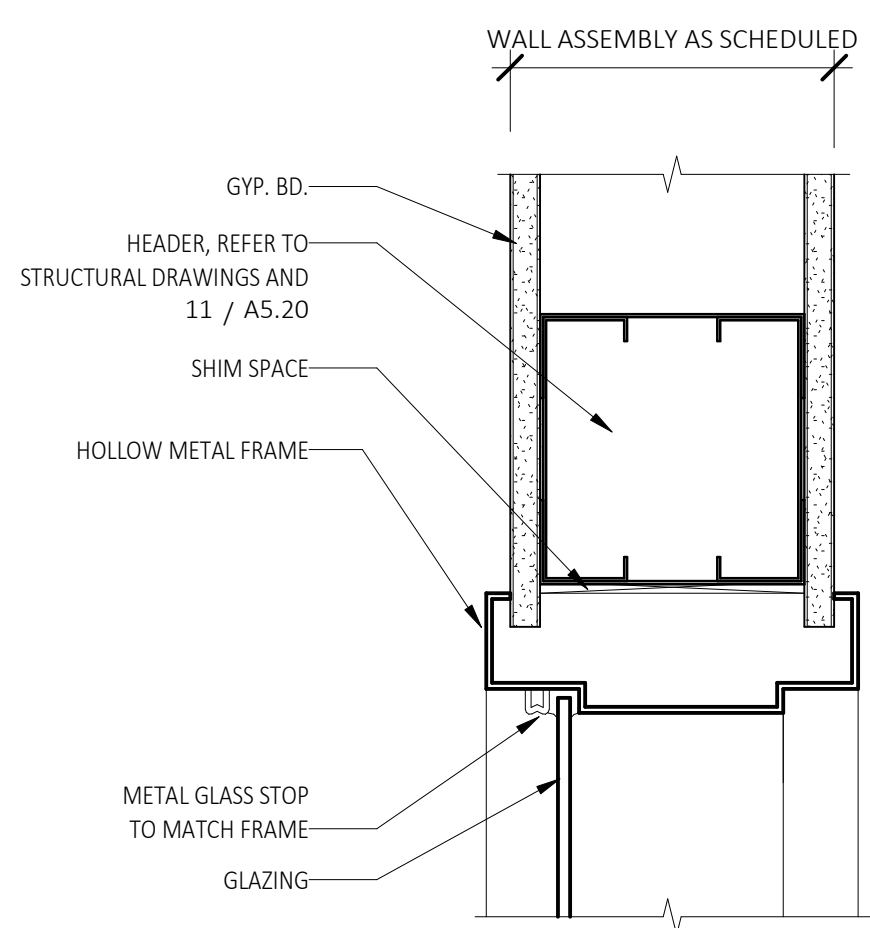 WALL ASSEMBLY AS SCHEDULED
GYP. BD.
HEADER, REFER TO
STRUCTURAL DRAWINGS AND
11 / A5.20
SHIM SPACE
HOLLOW METAL FRAME
METAL GLASS STOP
TO MATCH FRAME
GLAZING